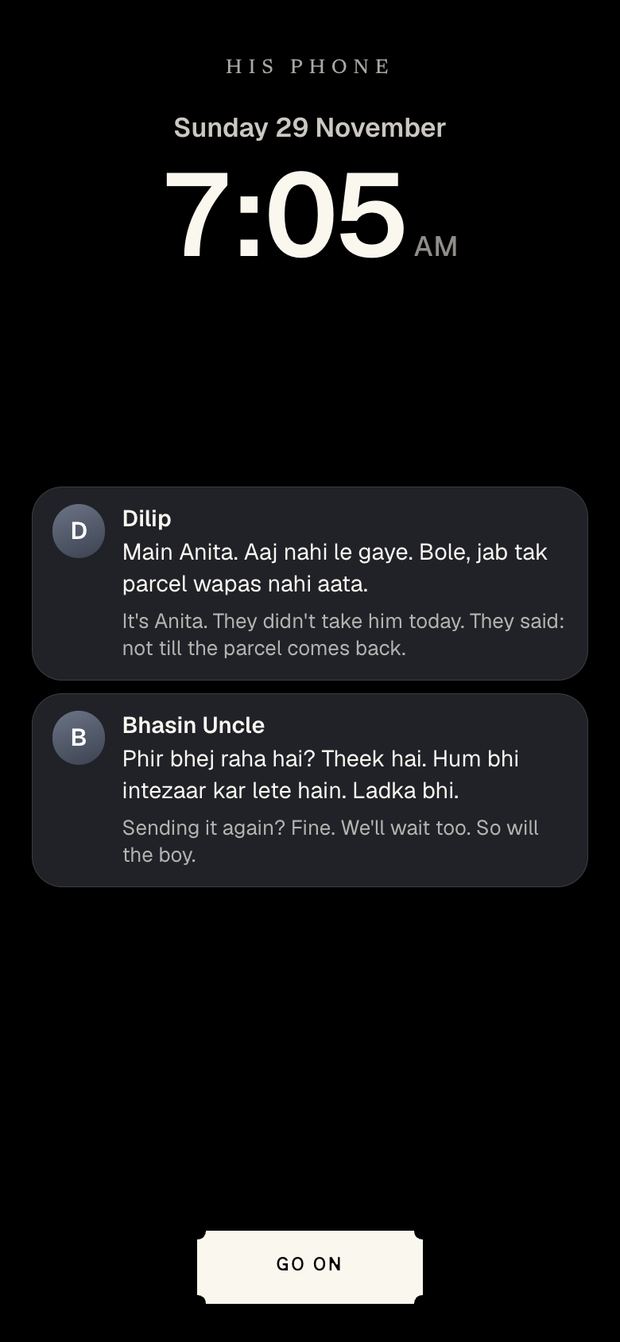 HIS PHONE
Sunday 29 November
7:05 AM
D
Dilip
Main Anita. Aaj nahi le gaye. Bole, jab tak
parcel wapas nahi aata.
It's Anita. They didn't take him today. They said:
not till the parcel comes back.
B
Bhasin Uncle
Phir bhej raha hai? Theek hai. Hum bhi
intezaar kar lete hain. Ladka bhi.
Sending it again? Fine. We'll wait too. So will
the boy.
GO ON